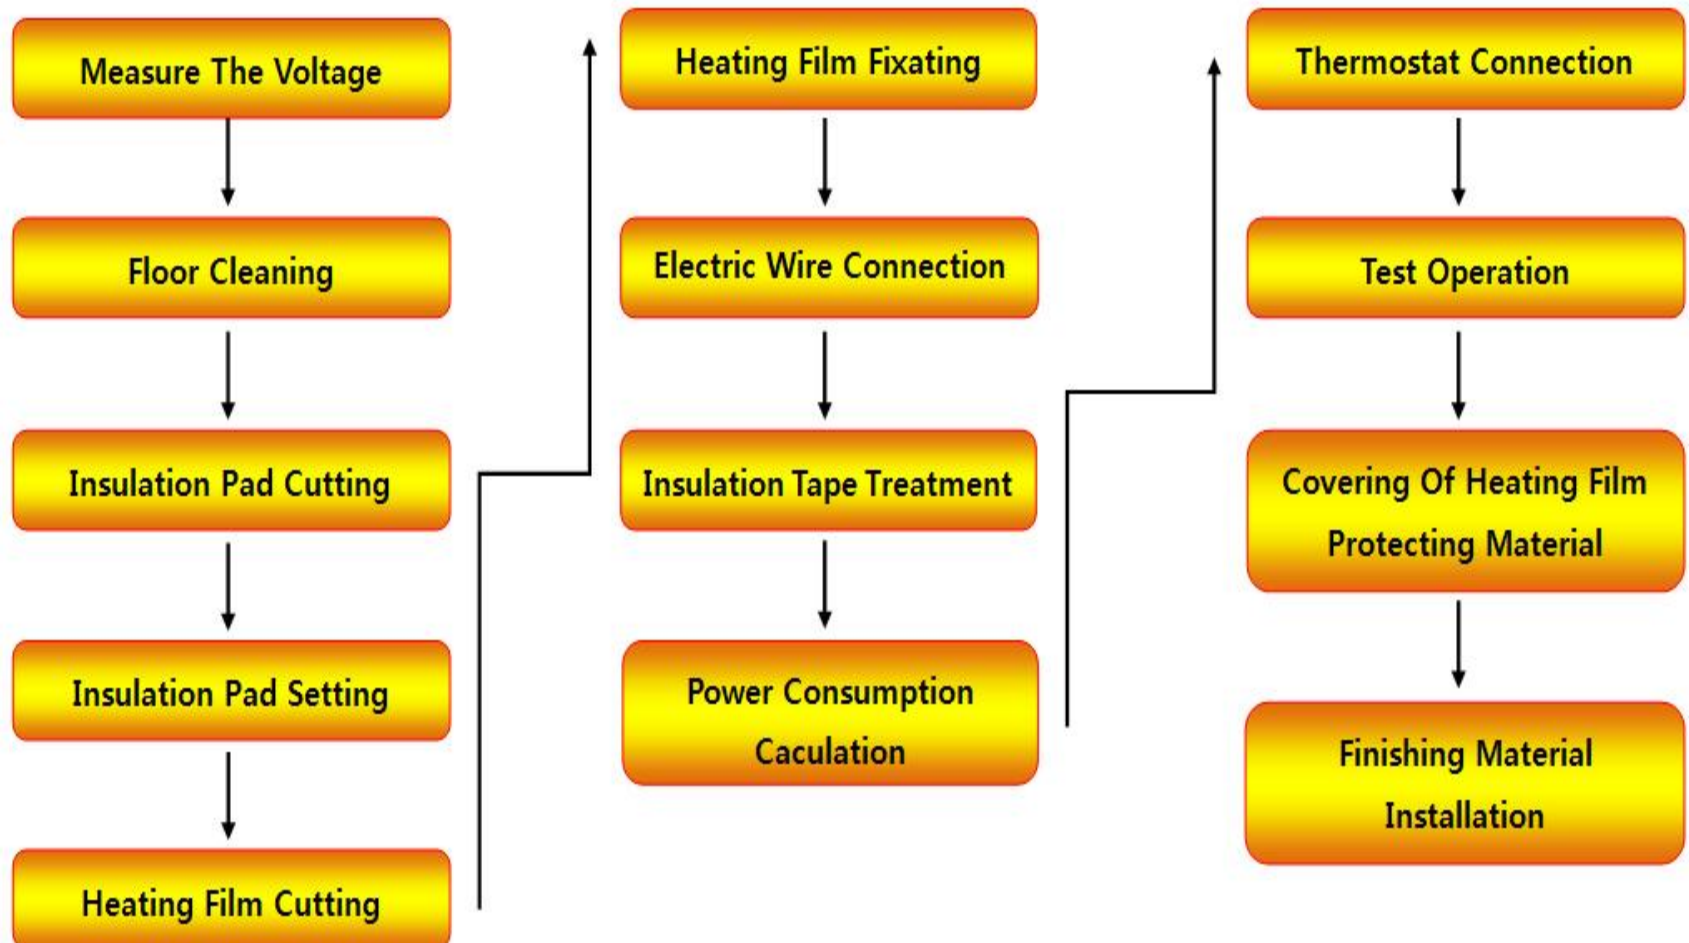 Measure The Voltage
Floor Cleaning
Insulation Pad Cutting
Insulation Pad Setting
Heating Film Cutting
Heating Film Fixating
Electric Wire Connection
Insulation Tape Treatment
Power Consumption
Caculation
Thermostat Connection
Test Operation
Covering Of Heating Film
Protecting Material
Finishing Material
Installation